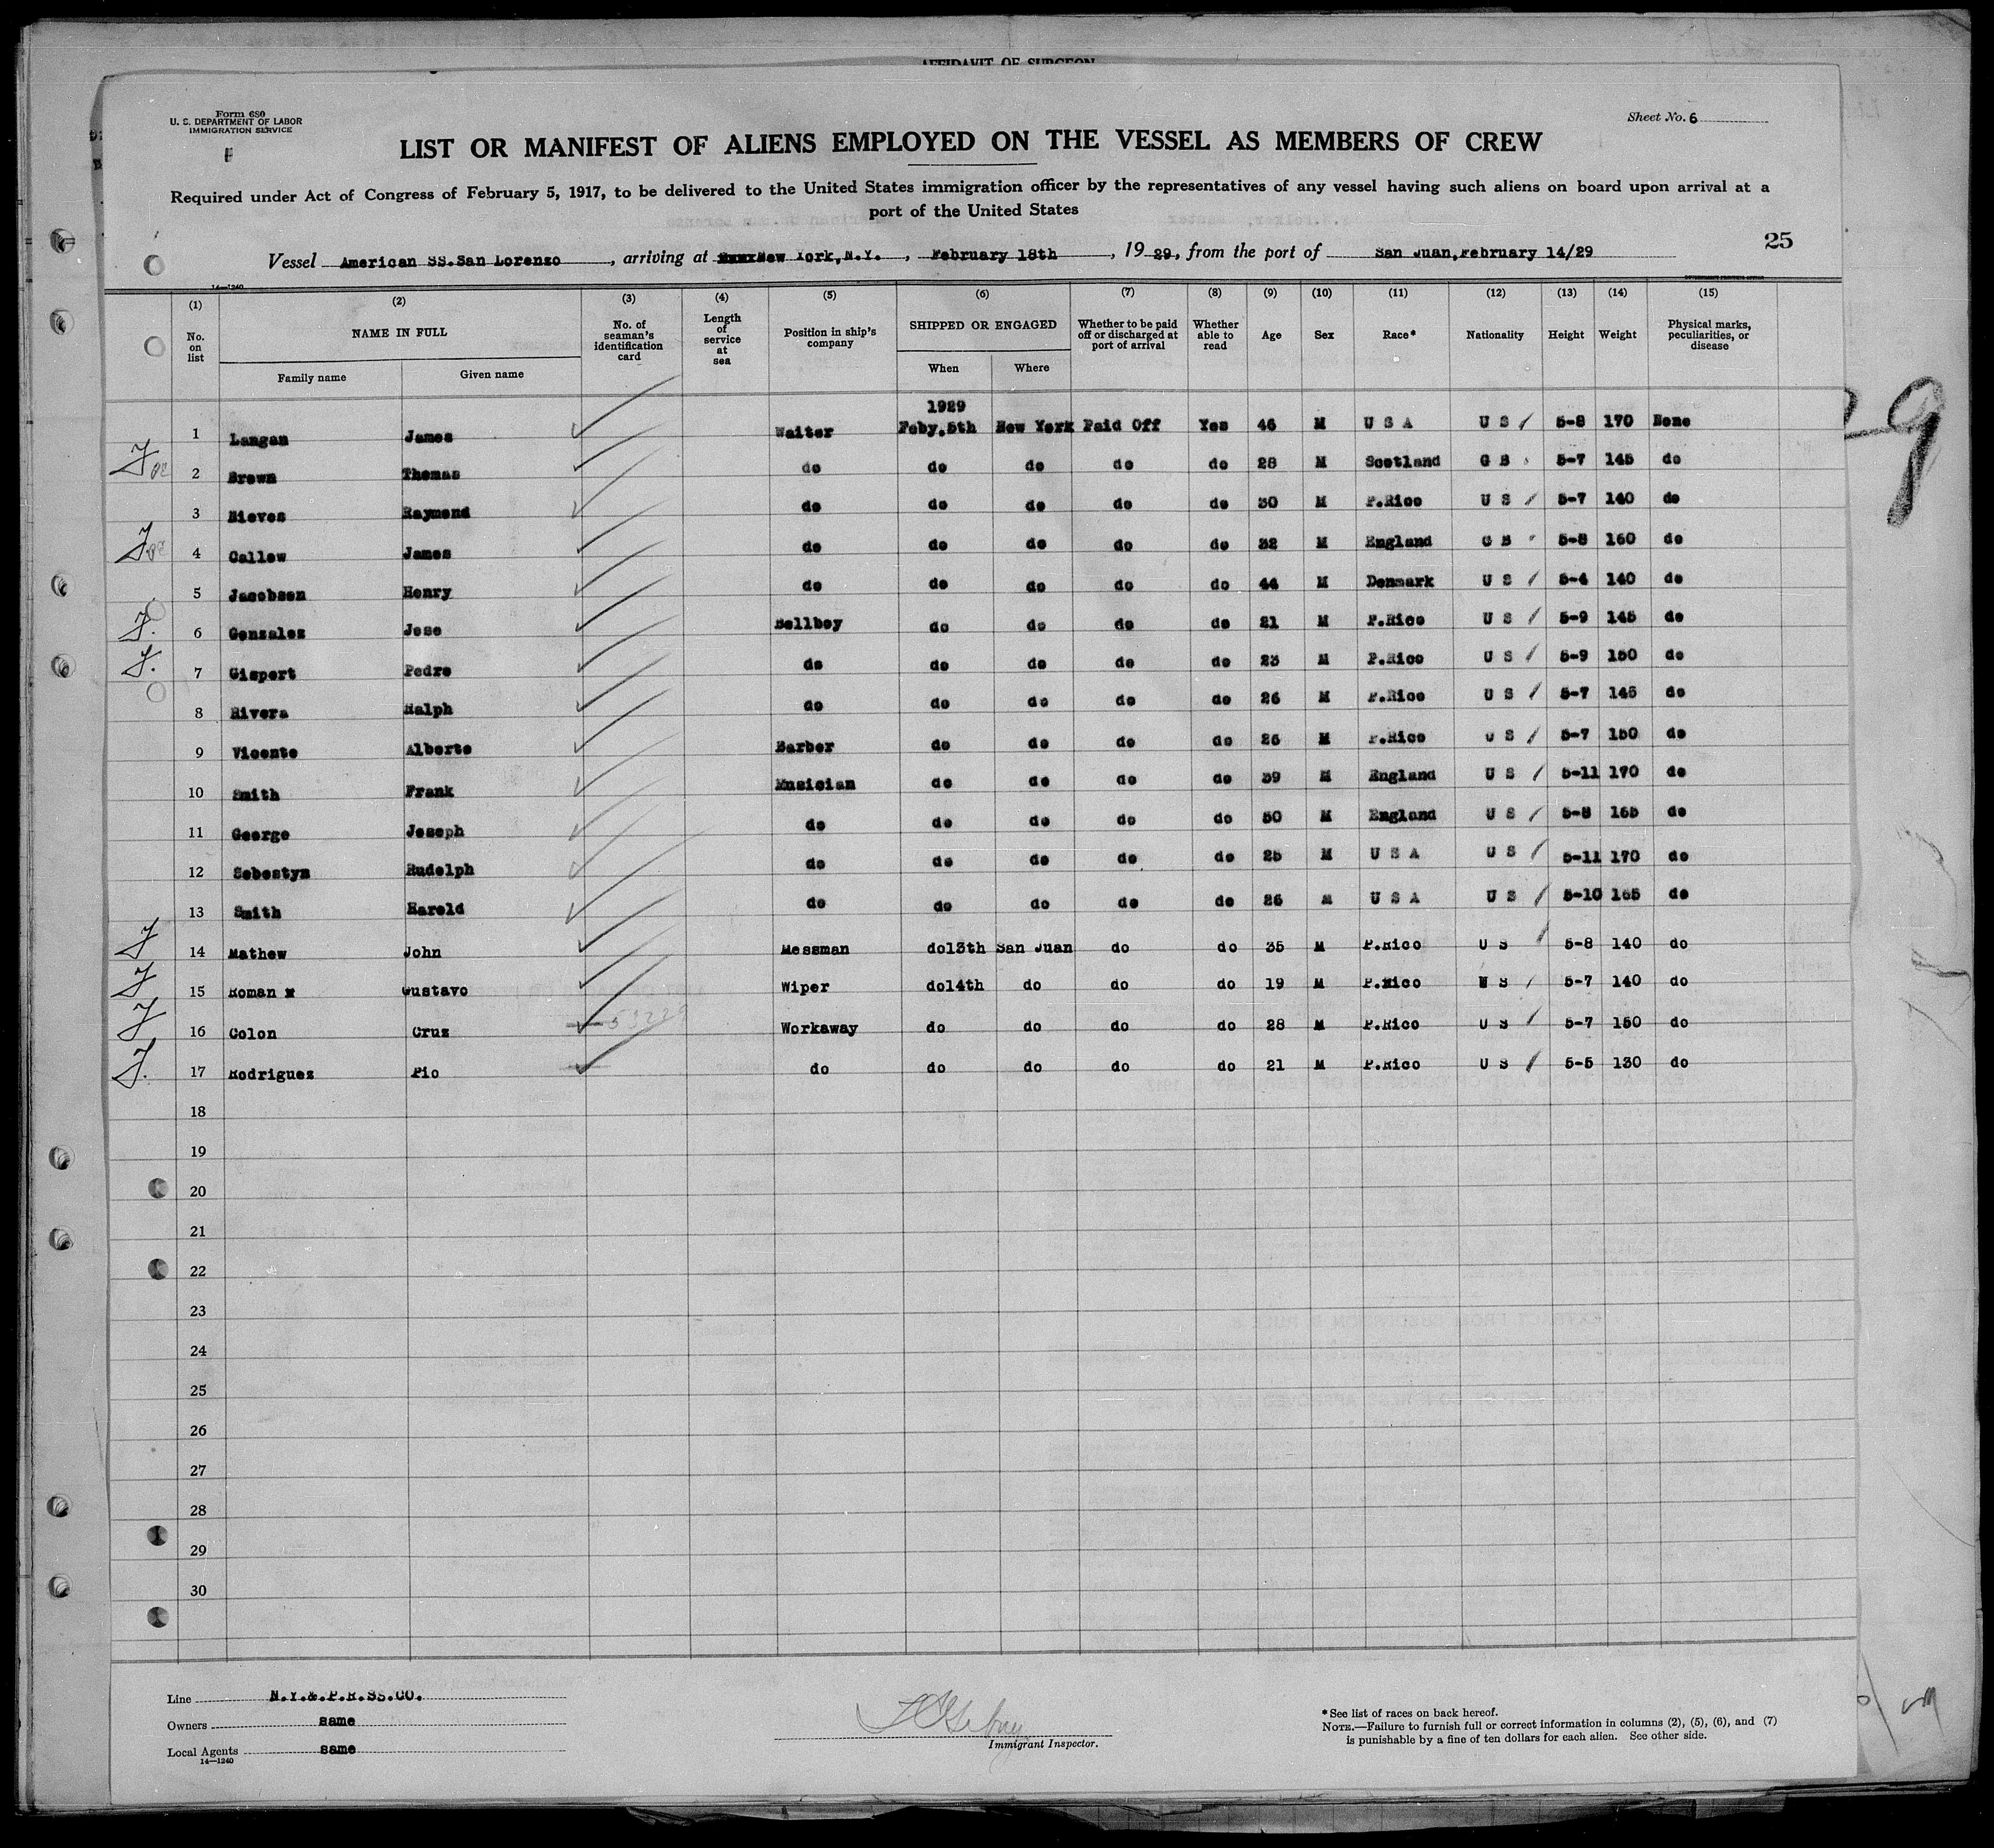 AFFIDAVIT OF SURGEON
Form 680
U. S. DEPARTMENT OF LABOR
IMMIGRATION SERVICE
Sheet No. 6
LIST OR MANIFEST OF ALIENS EMPLOYED ON THE VESSEL AS MEMBERS OF CREW
Required under Act of Congress of February 5, 1917, to be delivered to the United States immigration officer by the representatives of any vessel having such aliens on board upon arrival at a
port of the United States
25
Vessel American SS.San Lorenzo, arriving at New York,N.Y., February 18th, 1929, from the port of San Juan,February 14/29
14—1240
(1) (2) (3) (4) (5) (6) (7) (8) (9) (10) (11) (12) (13) (14) (15)
No. on list NAME IN FULL No. of seaman's identification card Length of service at sea Position in ship's company SHIPPED OR ENGAGED Whether to be paid off or discharged at port of arrival Whether able to read Age Sex Race* Nationality Height Weight Physical marks, peculiarities, or disease
Family name Given name When Where
1929
1 Langan James Waiter Feby.5th New York Paid Off Yes 46 M U S A U S 5-8 170 None
2 Brown Thomas do do do do do 28 M Scotland G B 5-7 145 do
3 Nieves Raymond do do do do do 30 M P.Rico U S 5-7 140 do
4 Callow James do do do do do 32 M England G B 5-8 160 do
5 Jacobsen Henry do do do do do 44 M Denmark U S 5-4 140 do
6 Gonzales Jose Bellboy do do do do 21 M P.Rico U S 5-9 145 do
7 Gispert Pedro do do do do do 23 M P.Rico U S 5-9 150 do
8 Rivera Ralph do do do do do 26 M P.Rico U S 5-7 145 do
9 Vicente Alberto Barber do do do do 26 M P.Rico U S 5-7 150 do
10 Smith Frank Musician do do do do 39 M England U S 5-11 170 do
11 George Joseph do do do do do 50 M England U S 5-8 165 do
12 Sebestyn Rudolph do do do do do 25 M U S A U S 5-11 170 do
13 Smith Harold do do do do do 26 M U S A U S 5-10 165 do
14 Mathew John Messman do13th San Juan do do 35 M P.Rico U S 5-8 140 do
15 Roman Gustavo Wiper do14th do do do 19 M P.Rico U S 5-7 140 do
16 Colon Cruz Workaway do do do do 28 M P.Rico U S 5-7 150 do
17 Rodriguez Pio do do do do do 21 M P.Rico U S 5-5 130 do
18
19
20
21
22
23
24
25
26
27
28
29
30
Line N.Y.&.P.R.SS.CO.
Owners same
Local Agents same
14—1240
Immigrant Inspector.
*See list of races on back hereof.
NOTE.—Failure to furnish full or correct information in columns (2), (5), (6), and (7)
is punishable by a fine of ten dollars for each alien. See other side.